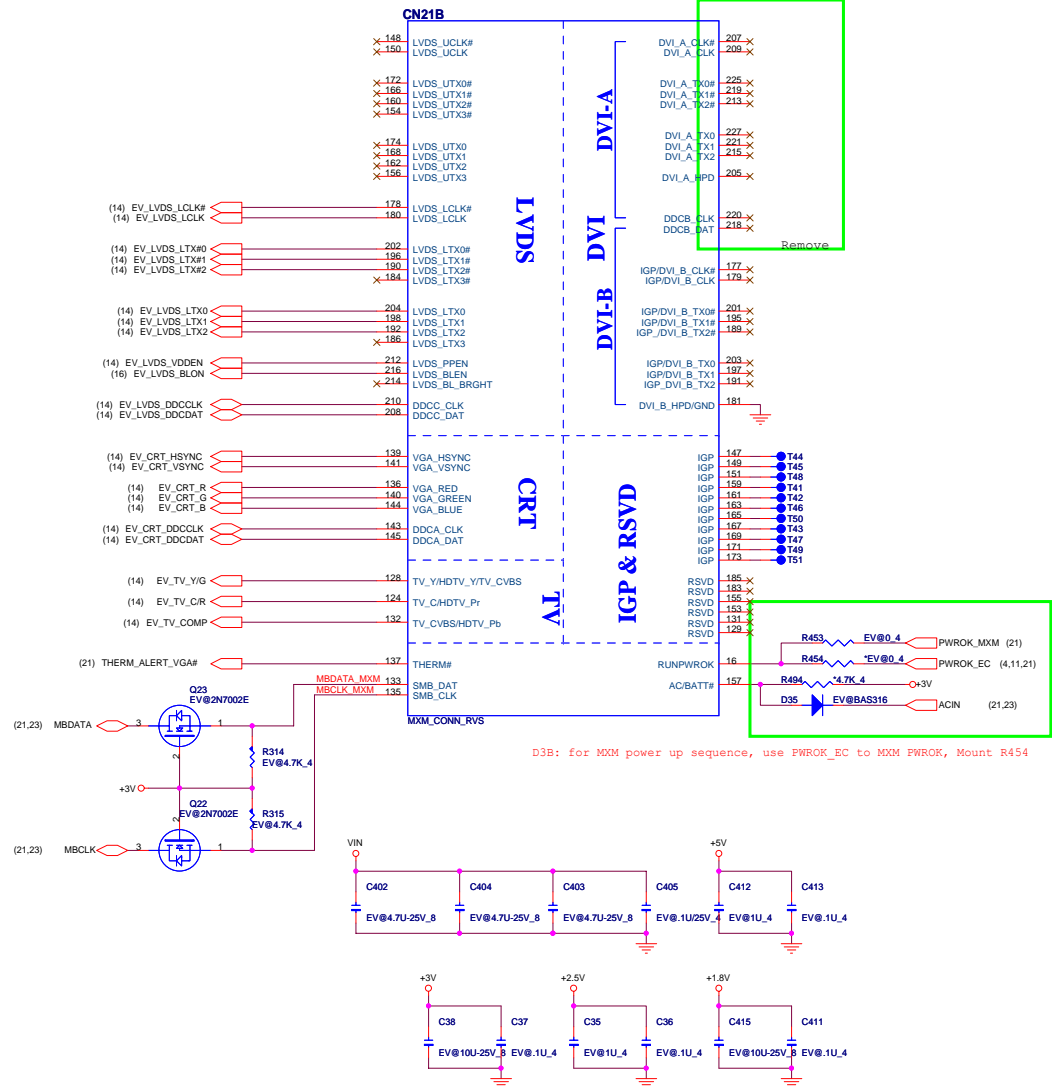 CN21B
148 LVDS_UCLK#
150 LVDS_UCLK
172 LVDS_UTX0#
166 LVDS_UTX1#
160 LVDS_UTX2#
154 LVDS_UTX3#
174 LVDS_UTX0
168 LVDS_UTX1
162 LVDS_UTX2
156 LVDS_UTX3
(14) EV_LVDS_LCLK# 178 LVDS_LCLK#
(14) EV_LVDS_LCLK 180 LVDS_LCLK
(14) EV_LVDS_LTX#0 202 LVDS_LTX0#
(14) EV_LVDS_LTX#1 196 LVDS_LTX1#
(14) EV_LVDS_LTX#2 190 LVDS_LTX2#
184 LVDS_LTX3#
(14) EV_LVDS_LTX0 204 LVDS_LTX0
(14) EV_LVDS_LTX1 198 LVDS_LTX1
(14) EV_LVDS_LTX2 192 LVDS_LTX2
186 LVDS_LTX3
(14) EV_LVDS_VDDEN 212 LVDS_PPEN
(16) EV_LVDS_BLON 216 LVDS_BLEN
214 LVDS_BL_BRGHT
(14) EV_LVDS_DDCCLK 210 DDCC_CLK
(14) EV_LVDS_DDCDAT 208 DDCC_DAT
LVDS
(14) EV_CRT_HSYNC 139 VGA_HSYNC
(14) EV_CRT_VSYNC 141 VGA_VSYNC
(14) EV_CRT_R 136 VGA_RED
(14) EV_CRT_G 140 VGA_GREEN
(14) EV_CRT_B 144 VGA_BLUE
(14) EV_CRT_DDCCLK 143 DDCA_CLK
(14) EV_CRT_DDCDAT 145 DDCA_DAT
CRT
(14) EV_TV_Y/G 128 TV_Y/HDTV_Y/TV_CVBS
(14) EV_TV_C/R 124 TV_C/HDTV_Pr
(14) EV_TV_COMP 132 TV_CVBS/HDTV_Pb
TV
(21) THERM_ALERT_VGA# 137 THERM#
MBDATA_MXM 133 SMB_DAT
MBCLK_MXM 135 SMB_CLK
MXM_CONN_RVS
DVI-A
DVI
DVI-B
DVI_A_CLK# 207
DVI_A_CLK 209
DVI_A_TX0# 225
DVI_A_TX1# 219
DVI_A_TX2# 213
DVI_A_TX0 227
DVI_A_TX1 221
DVI_A_TX2 215
DVI_A_HPD 205
DDCB_CLK 220
DDCB_DAT 218
Remove
IGP/DVI_B_CLK# 177
IGP/DVI_B_CLK 179
IGP/DVI_B_TX0# 201
IGP/DVI_B_TX1# 195
IGP_/DVI_B_TX2# 189
IGP/DVI_B_TX0 203
IGP/DVI_B_TX1 197
IGP_DVI_B_TX2 191
DVI_B_HPD/GND 181
IGP & RSVD
IGP 147 T44
IGP 149 T45
IGP 151 T48
IGP 159 T41
IGP 161 T42
IGP 163 T46
IGP 165 T50
IGP 167 T43
IGP 169 T47
IGP 171 T49
IGP 173 T51
RSVD 185
RSVD 183
RSVD 155
RSVD 153
RSVD 131
RSVD 129
RUNPWROK 16
AC/BATT# 157
R453 EV@0_4 PWROK_MXM (21)
R454 *EV@0_4 PWROK_EC (4,11,21)
R494 *4.7K_4 +3V
D35 EV@BAS316 ACIN (21,23)
D3B: for MXM power up sequence, use PWROK_EC to MXM PWROK, Mount R454
Q23
EV@2N7002E
(21,23) MBDATA 3 1
2
R314
EV@4.7K_4
+3V
Q22
EV@2N7002E
2
R315
EV@4.7K_4
(21,23) MBCLK 3 1
VIN
C402 C404 C403 C405
EV@4.7U-25V_8 EV@4.7U-25V_8 EV@4.7U-25V_8 EV@.1U/25V_4
+5V
C412 C413
EV@1U_4 EV@.1U_4
+3V
C38 C37
EV@10U-25V_8 EV@.1U_4
+2.5V
C35 C36
EV@1U_4 EV@.1U_4
+1.8V
C415 C411
EV@10U-25V_8 EV@.1U_4